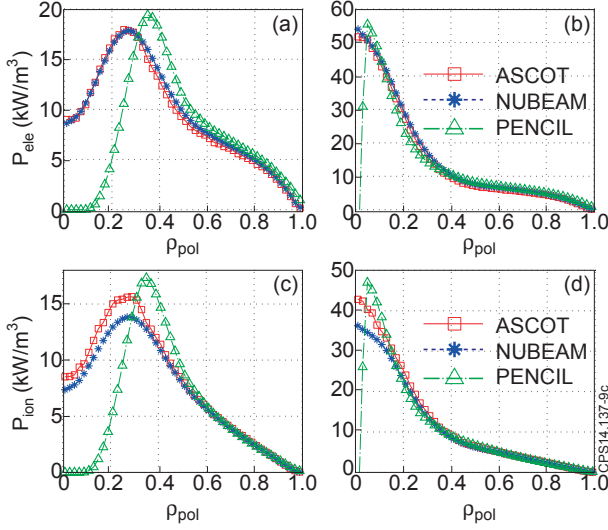 (a)
20
15
10
5
0
P_ele (kW/m³)
0 0.2 0.4 0.6 0.8 1.0
ρ_pol
(b)
60
50
40
30
20
10
0
ASCOT
NUBEAM
PENCIL
0 0.2 0.4 0.6 0.8 1.0
ρ_pol
(c)
15
10
5
0
P_ion (kW/m³)
0 0.2 0.4 0.6 0.8 1.0
ρ_pol
(d)
50
40
30
20
10
0
ASCOT
NUBEAM
PENCIL
0 0.2 0.4 0.6 0.8 1.0
ρ_pol
CPS14.137-9c